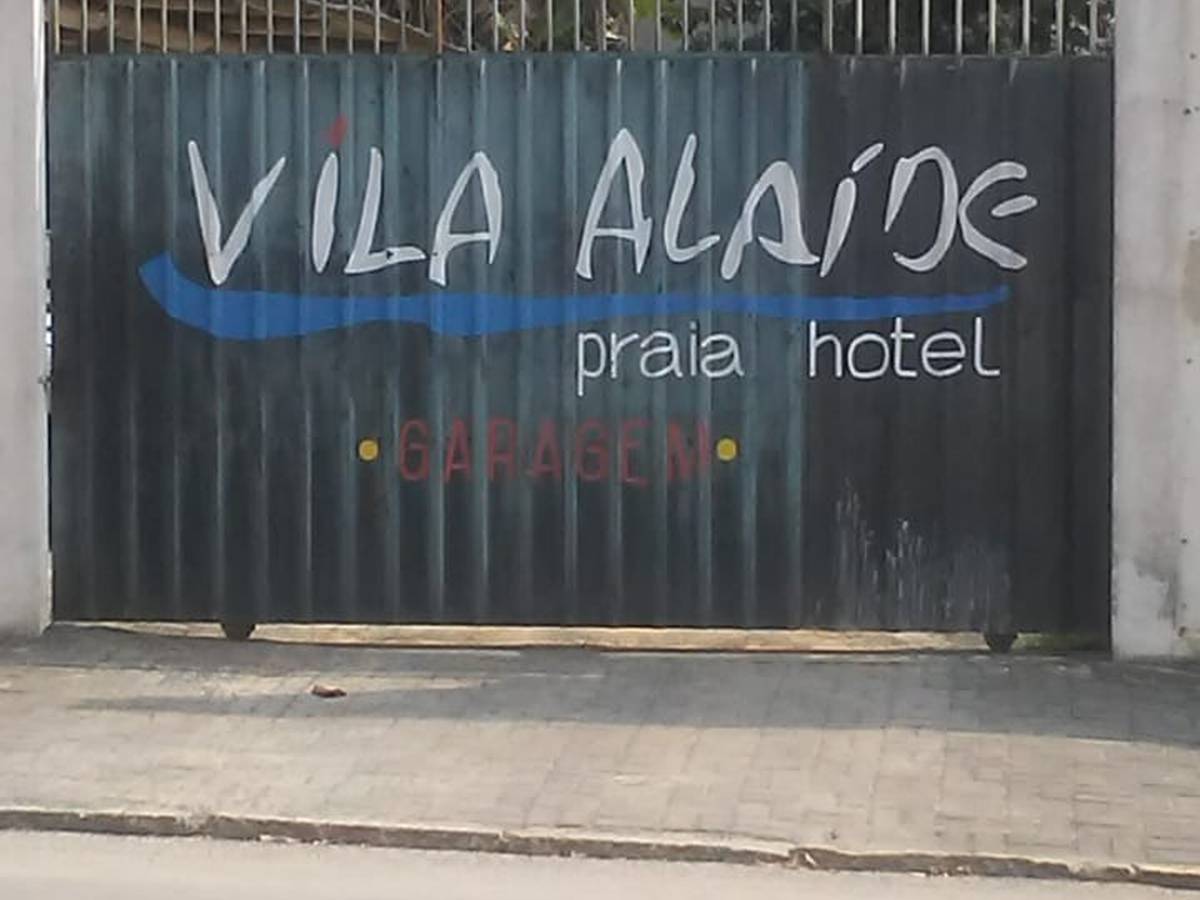 VILA ALAÍDE
praia hotel
• GARAGEM •